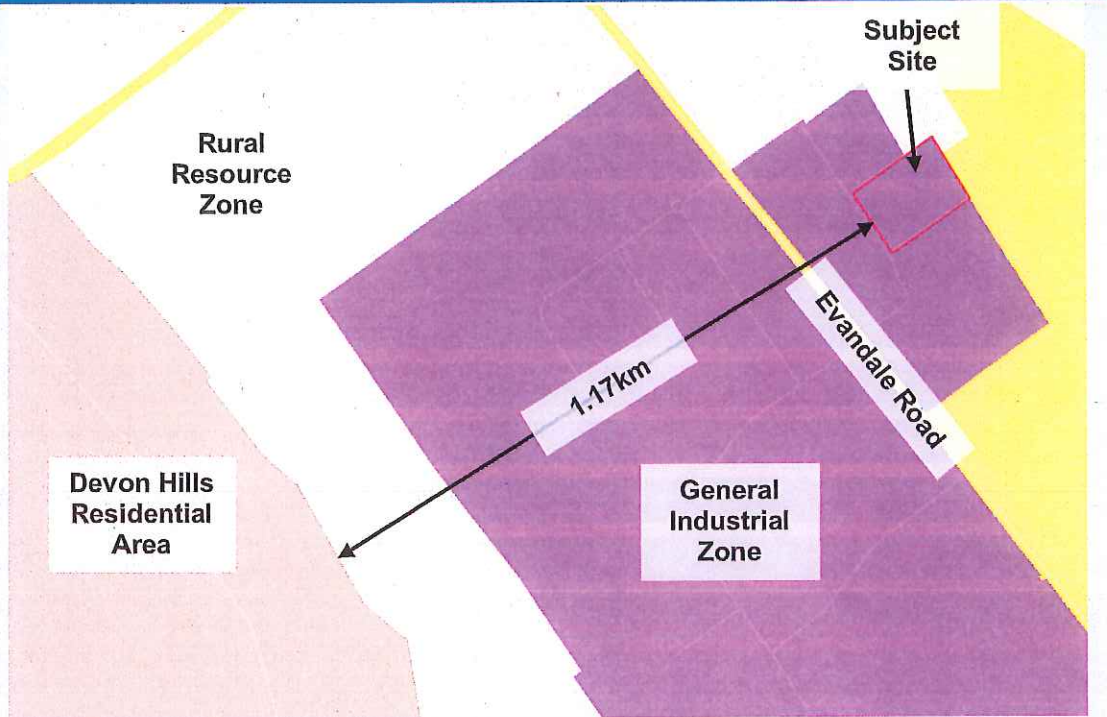 Subject
Site
Rural
Resource
Zone
Evandale Road
1.17km
Devon Hills
Residential
Area
General
Industrial
Zone